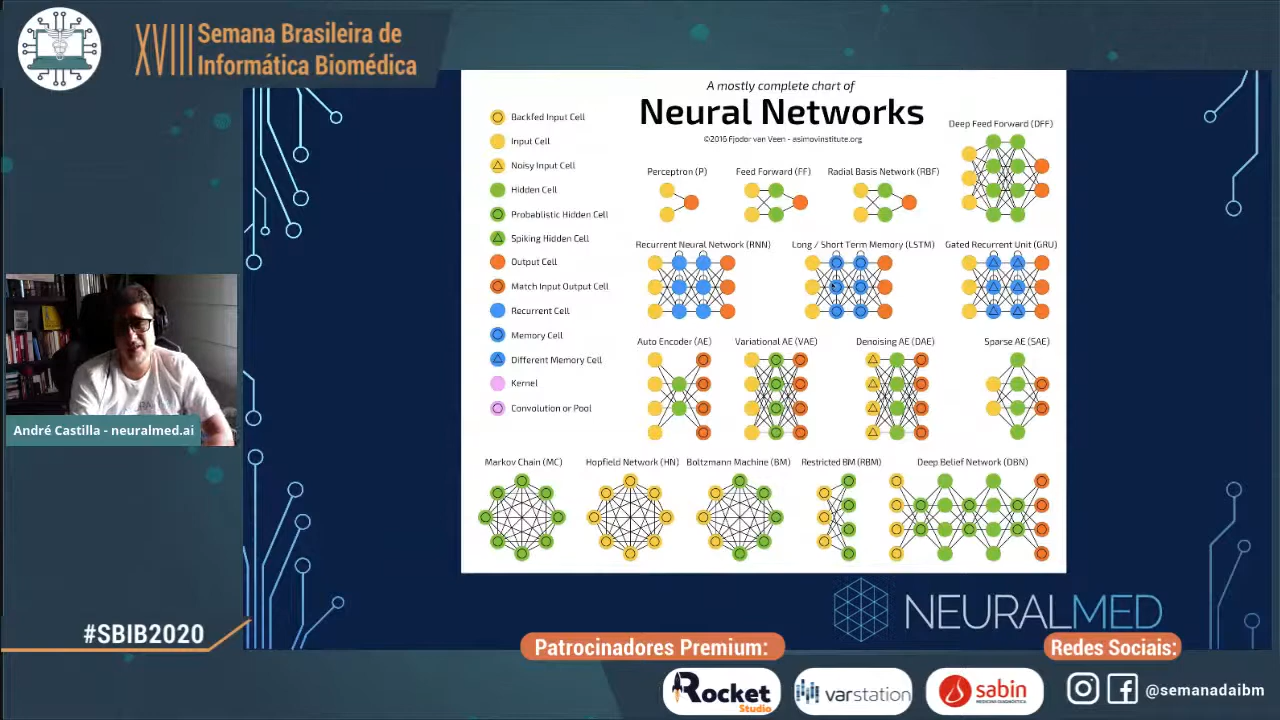 XVIII Semana Brasileira de
Informática Biomédica
A mostly complete chart of
Neural Networks
©2016 Fjodor van Veen - asimovinstitute.org
Backfed Input Cell
Input Cell
Noisy Input Cell
Hidden Cell
Probablistic Hidden Cell
Spiking Hidden Cell
Output Cell
Match Input Output Cell
Recurrent Cell
Memory Cell
Different Memory Cell
Kernel
Convolution or Pool
Perceptron (P)
Feed Forward (FF)
Radial Basis Network (RBF)
Deep Feed Forward (DFF)
Recurrent Neural Network (RNN)
Long / Short Term Memory (LSTM)
Gated Recurrent Unit (GRU)
Auto Encoder (AE)
Variational AE (VAE)
Denoising AE (DAE)
Sparse AE (SAE)
Markov Chain (MC)
Hopfield Network (HN)
Boltzmann Machine (BM)
Restricted BM (RBM)
Deep Belief Network (DBN)
André Castilla - neuralmed.ai
NEURALMED
#SBIB2020
Patrocinadores Premium:
Redes Sociais:
Rocket
Studio
varstation
sabin
MEDICINA DIAGNÓSTICA
@semanadaibm